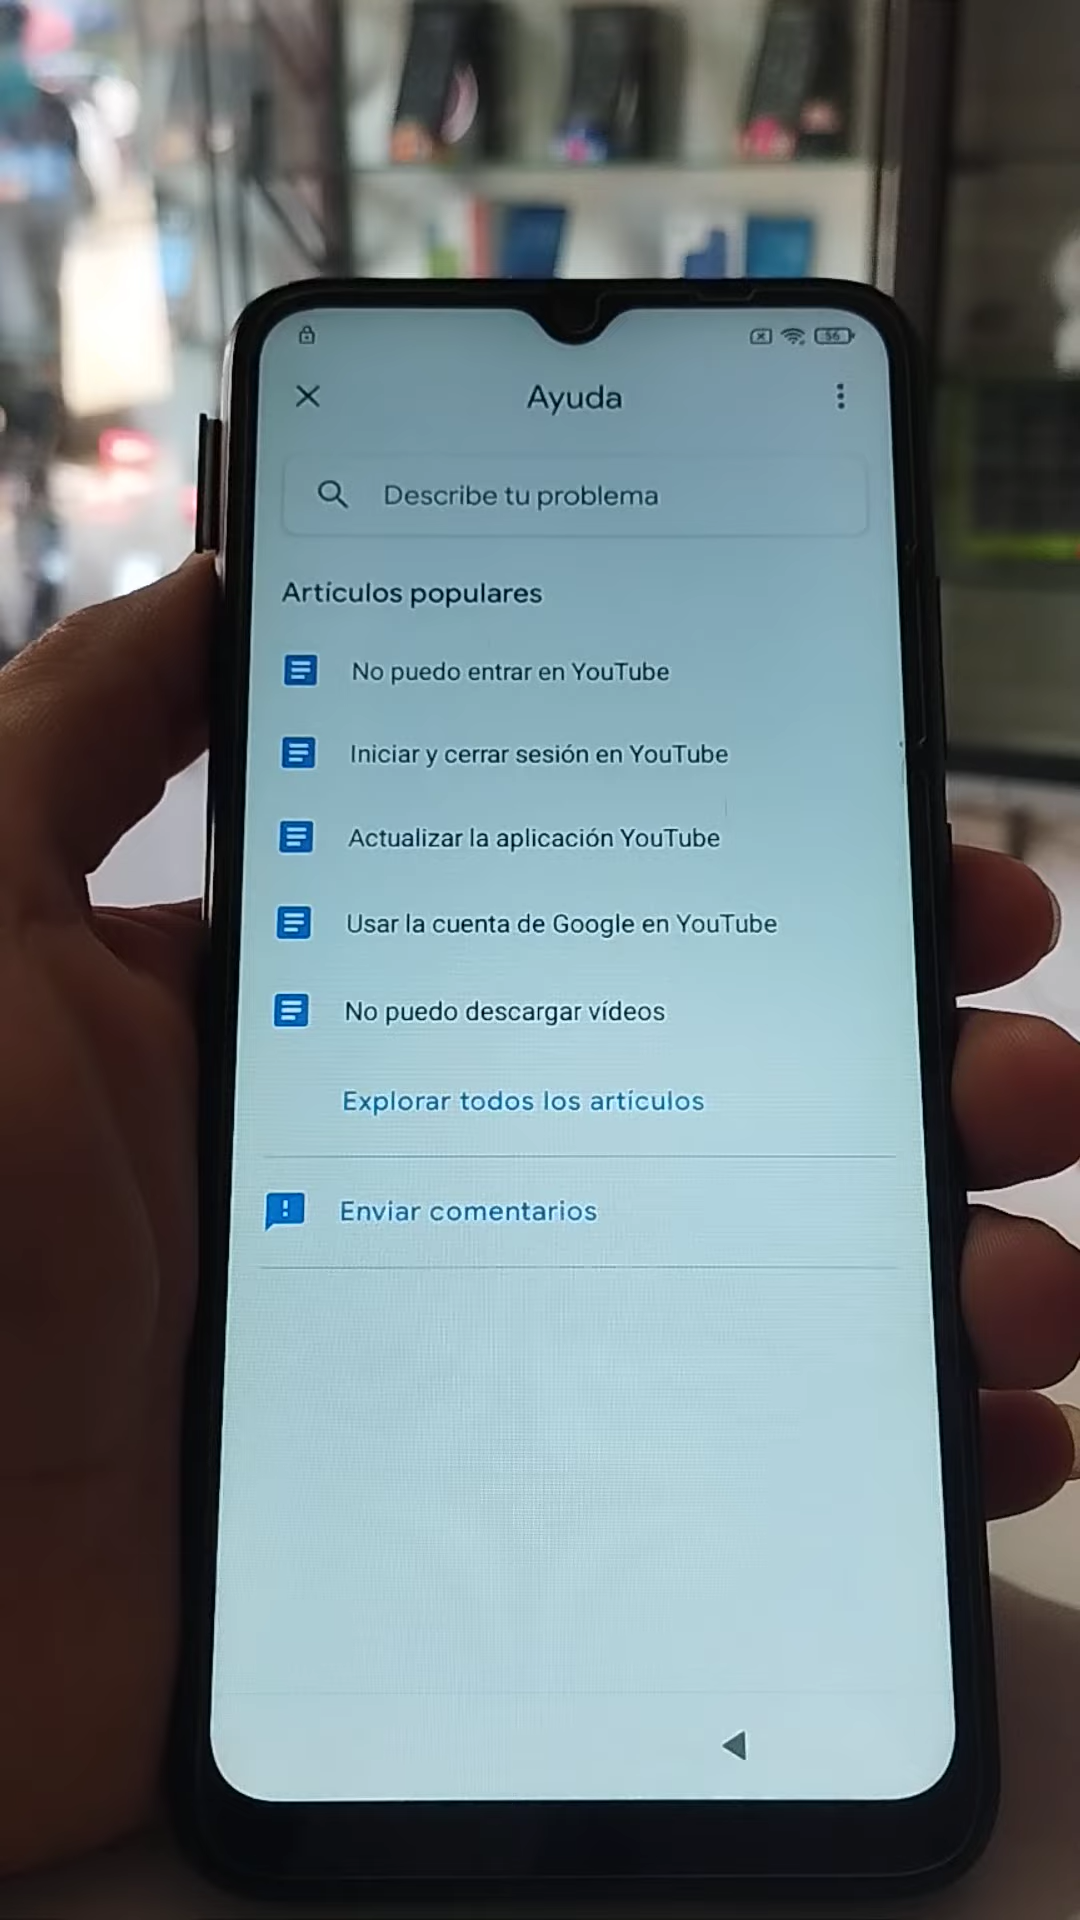 56
Ayuda
Describe tu problema
Artículos populares
No puedo entrar en YouTube
Iniciar y cerrar sesión en YouTube
Actualizar la aplicación YouTube
Usar la cuenta de Google en YouTube
No puedo descargar vídeos
Explorar todos los artículos
Enviar comentarios